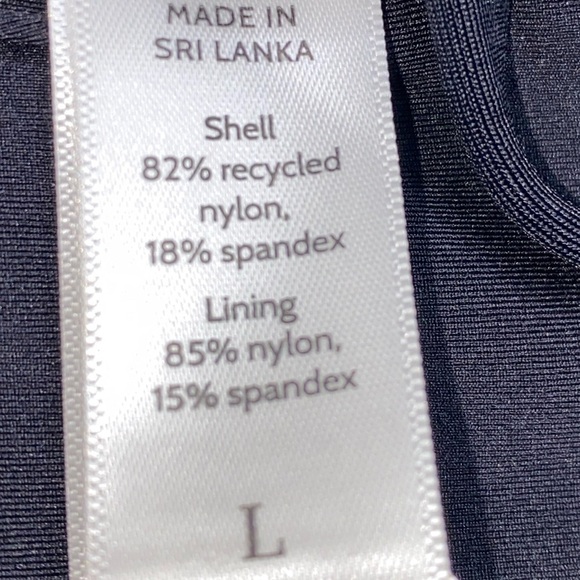 MADE IN
SRI LANKA
Shell
82% recycled
nylon,
18% spandex
Lining
85% nylon,
15% spandex
L